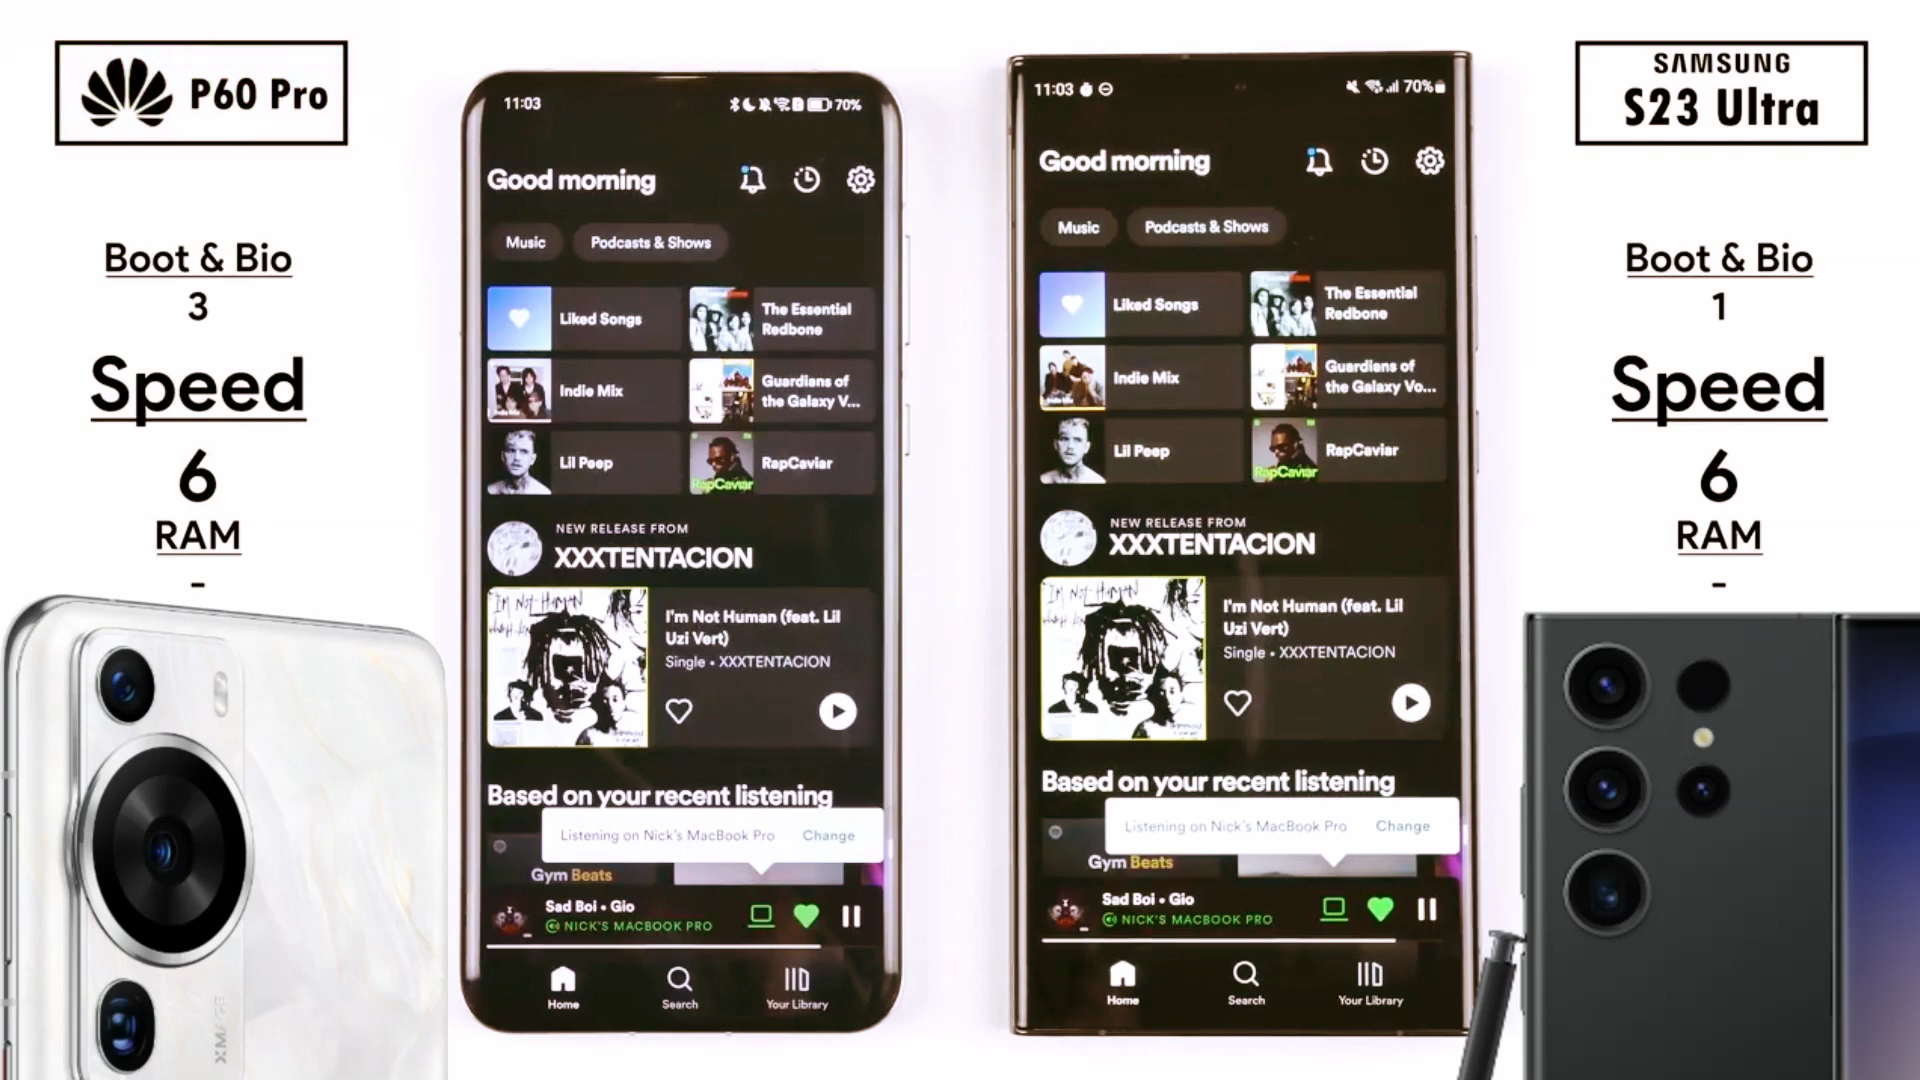 P60 Pro
Boot & Bio
3
Speed
6
RAM
-
XMAGE
11:03
70%
Good morning
Music
Podcasts & Shows
Liked Songs
The Essential
Redbone
Indie Mix
Guardians of
the Galaxy V...
Lil Peep
RapCaviar
RapCaviar
NEW RELEASE FROM
XXXTENTACION
I'm Not Human (feat. Lil
Uzi Vert)
Single • XXXTENTACION
Based on your recent listening
Listening on Nick's MacBook Pro Change
Gym Beats
Sad Boi • Gio
NICK'S MACBOOK PRO
Home
Search
Your Library
11:03
70%
Good morning
Music
Podcasts & Shows
Liked Songs
The Essential
Redbone
Indie Mix
Guardians of
the Galaxy Vo...
Lil Peep
RapCaviar
RapCaviar
NEW RELEASE FROM
XXXTENTACION
I'm Not Human (feat. Lil
Uzi Vert)
Single • XXXTENTACION
Based on your recent listening
Listening on Nick's MacBook Pro Change
Gym Beats
Sad Boi • Gio
NICK'S MACBOOK PRO
Home
Search
Your Library
SAMSUNG
S23 Ultra
Boot & Bio
1
Speed
6
RAM
-